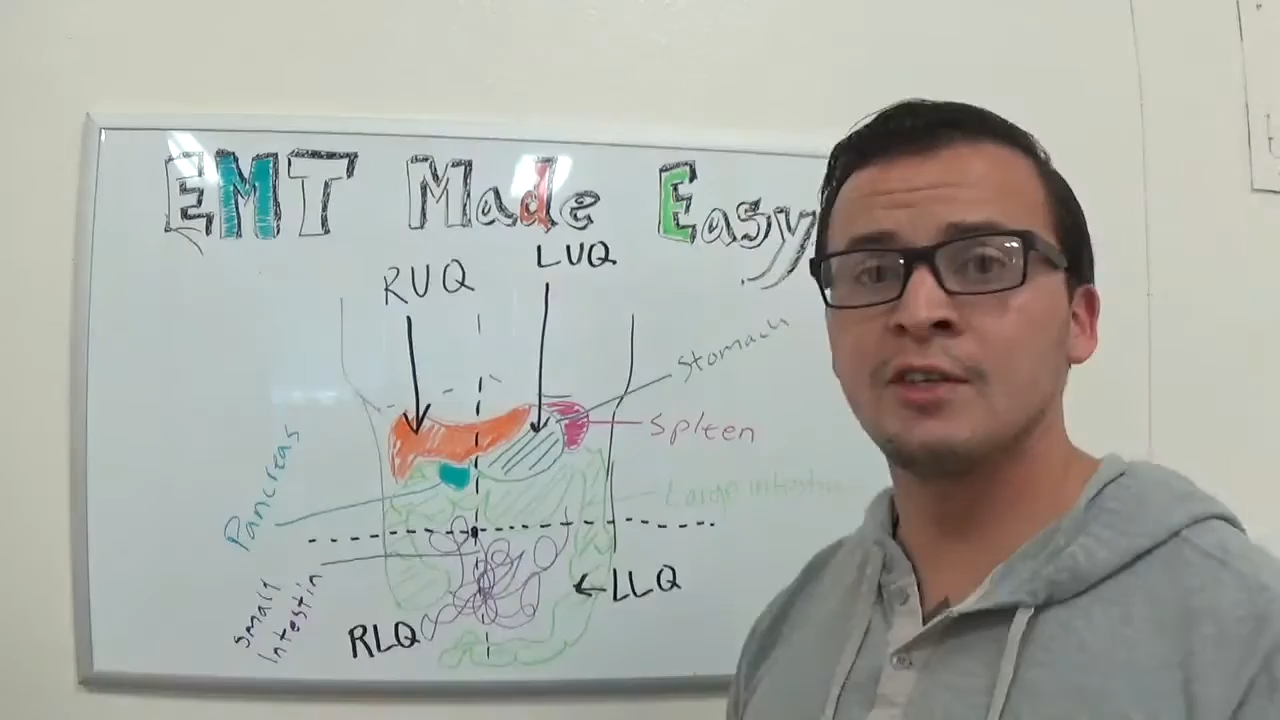 EMT Made Easy
LUQ
RUQ
Stomach
Spleen
Pancreas
Large intestin
LLQ
Small
Intestin
RLQ